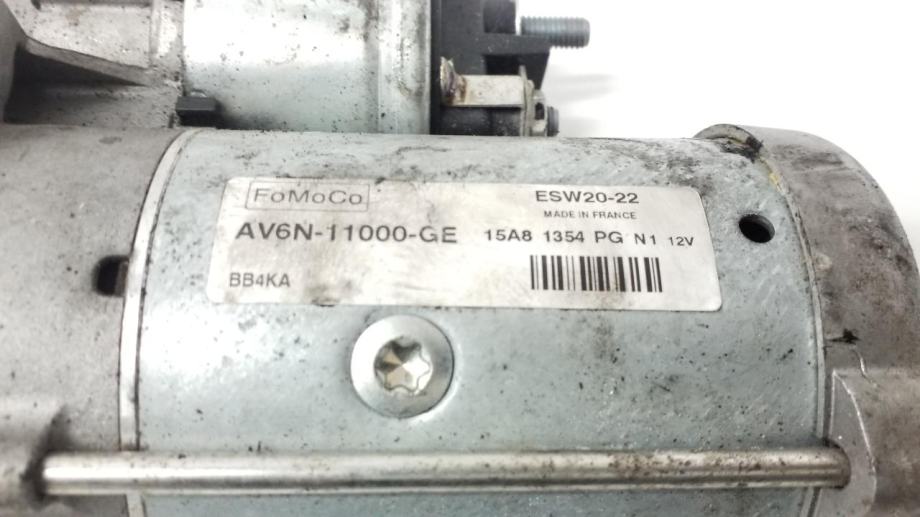 FoMoCo
ESW20-22
MADE IN FRANCE
AV6N-11000-GE 15A8 1354 PG N1 12V
BB4KA